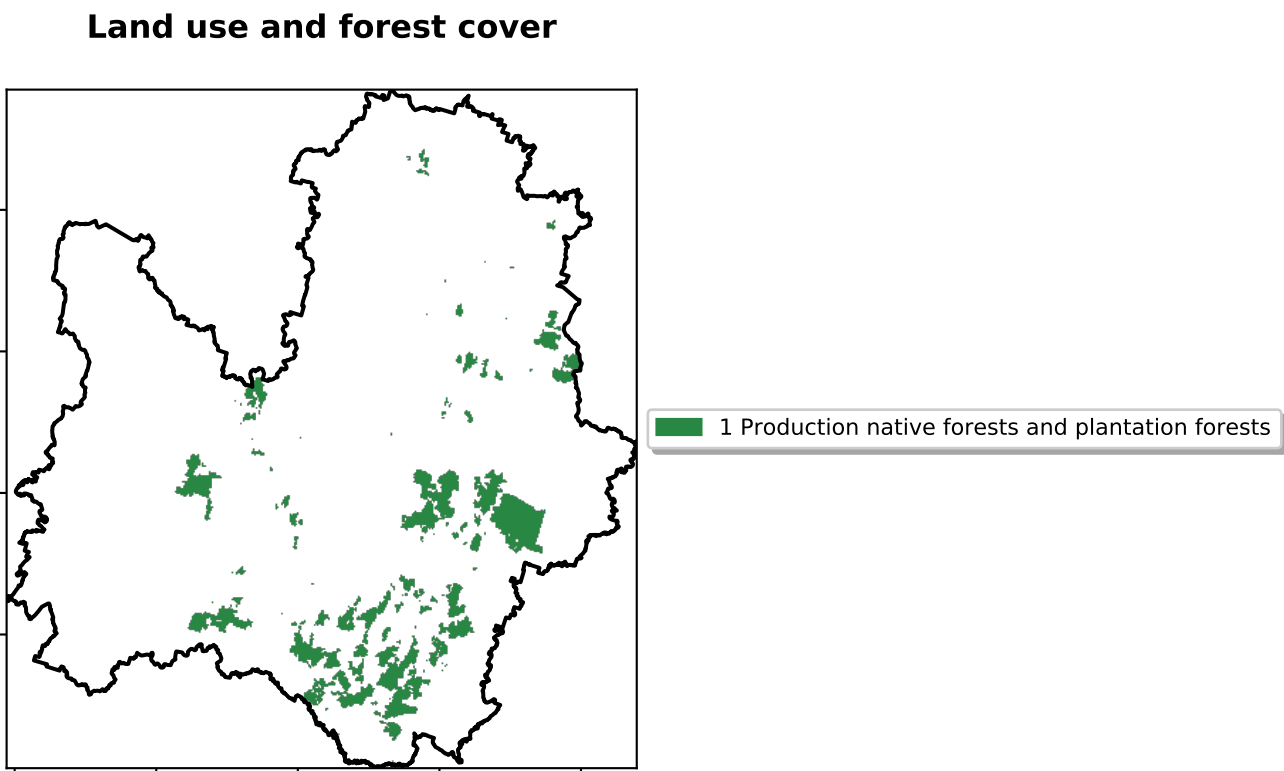 Land use and forest cover
1 Production native forests and plantation forests